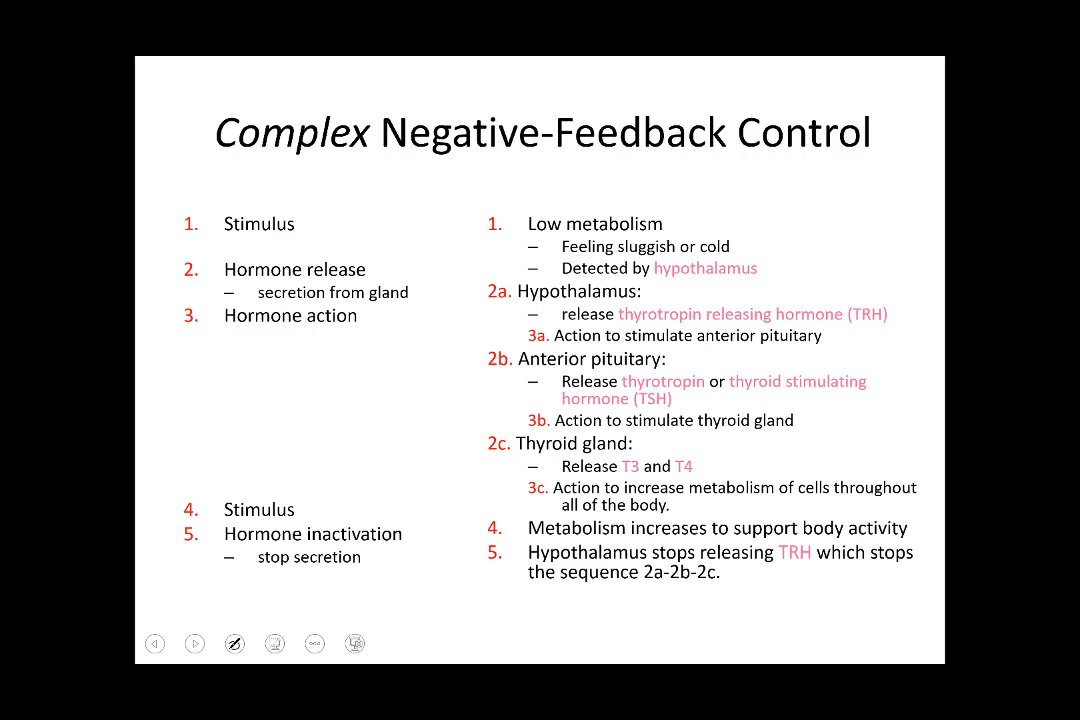 Complex Negative-Feedback Control
1. Stimulus
2. Hormone release
– secretion from gland
3. Hormone action
4. Stimulus
5. Hormone inactivation
– stop secretion
1. Low metabolism
– Feeling sluggish or cold
– Detected by hypothalamus
2a. Hypothalamus:
– release thyrotropin releasing hormone (TRH)
3a. Action to stimulate anterior pituitary
2b. Anterior pituitary:
– Release thyrotropin or thyroid stimulating
hormone (TSH)
3b. Action to stimulate thyroid gland
2c. Thyroid gland:
– Release T3 and T4
3c. Action to increase metabolism of cells throughout
all of the body.
4. Metabolism increases to support body activity
5. Hypothalamus stops releasing TRH which stops
the sequence 2a-2b-2c.